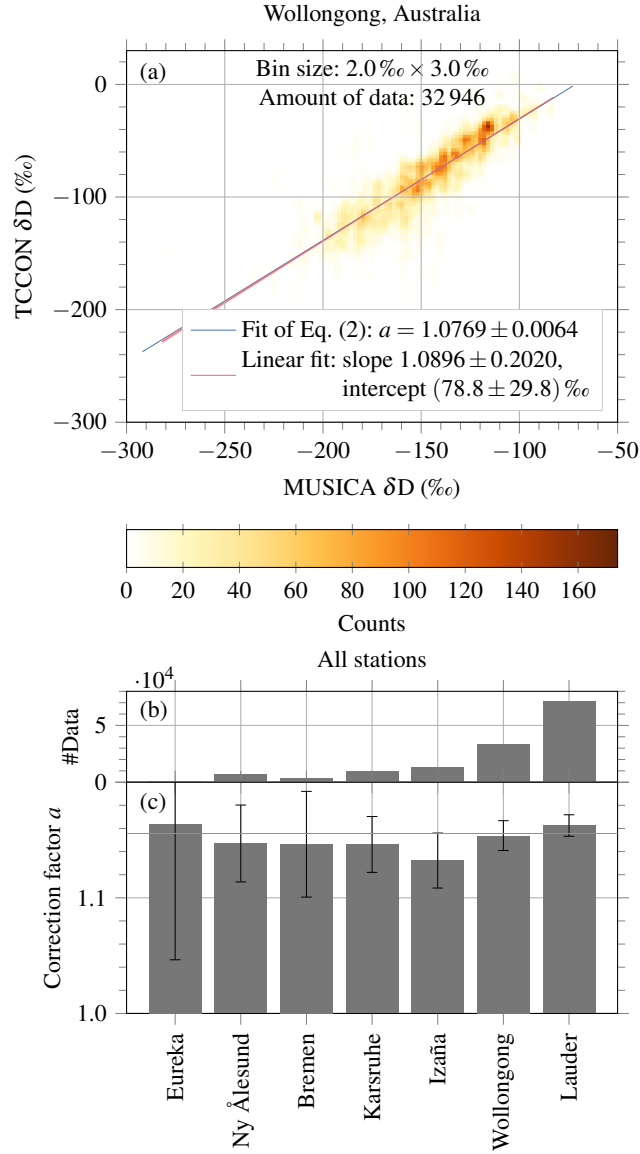 Wollongong, Australia
(a)
Bin size: 2.0 ‰ × 3.0 ‰
Amount of data: 32 946
0
−100
−200
−300
TCCON δD (‰)
Fit of Eq. (2): a = 1.0769 ± 0.0064
Linear fit: slope 1.0896 ± 0.2020,
intercept (78.8 ± 29.8) ‰
−300 −250 −200 −150 −100 −50
MUSICA δD (‰)
0 20 40 60 80 100 120 140 160
Counts
All stations
·10⁴
(b)
5
0
#Data
(c)
1.1
1.0
Correction factor a
Eureka
Ny Ålesund
Bremen
Karsruhe
Izaña
Wollongong
Lauder